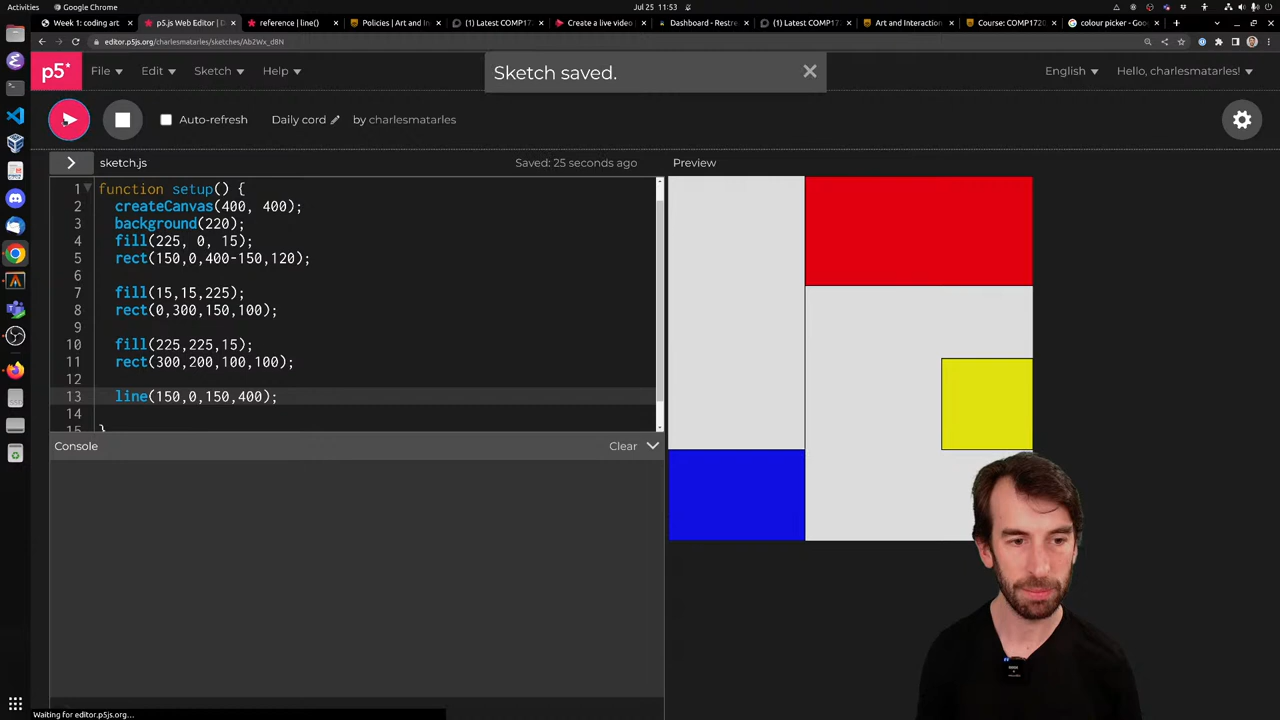 Activities
Jul 25 11:53
Week 1: coding art
p5.js Web Editor | D
reference | line()
Policies | Art and In
(1) Latest COMP17
Create a live video
Dashboard - Restre
(1) Latest COMP17
Art and Interaction
Course: COMP1720
colour picker - Goo
editor.p5js.org/charlesmatarles/sketches/Ab2Wx_d8N
p5*
File
Edit
Sketch
Help
Sketch saved.
English
Hello, charlesmatarles!
Auto-refresh
Daily cord
by charlesmatarles
sketch.js
Saved: 25 seconds ago
Preview
1 function setup() {
2 createCanvas(400, 400);
3 background(220);
4 fill(225, 0, 15);
5 rect(150,0,400-150,120);
6
7 fill(15,15,225);
8 rect(0,300,150,100);
9
10 fill(225,225,15);
11 rect(300,200,100,100);
12
13 line(150,0,150,400);
14
15 }
Console
Clear
Waiting for editor.p5js.org...